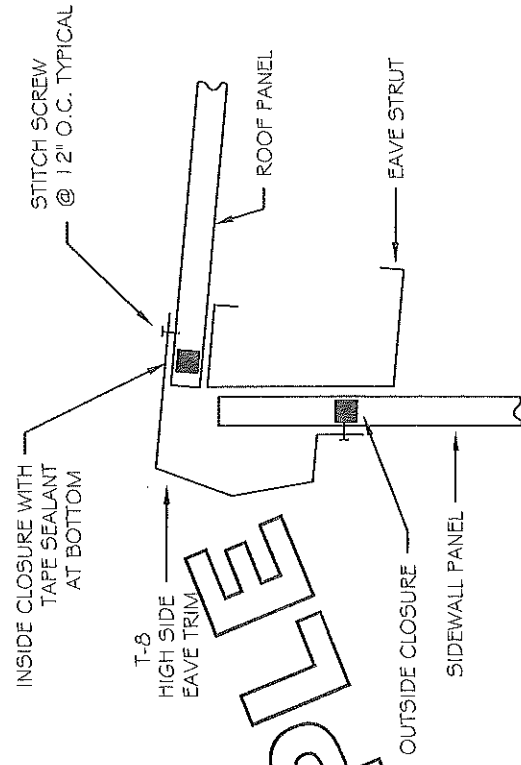 STITCH SCREW
@ 12" O.C. TYPICAL
INSIDE CLOSURE WITH
TAPE SEALANT
AT BOTTOM
ROOF PANEL
T-8
HIGH SIDE
EAVE TRIM
EAVE STRUT
OUTSIDE CLOSURE
SIDEWALL PANEL
PLE